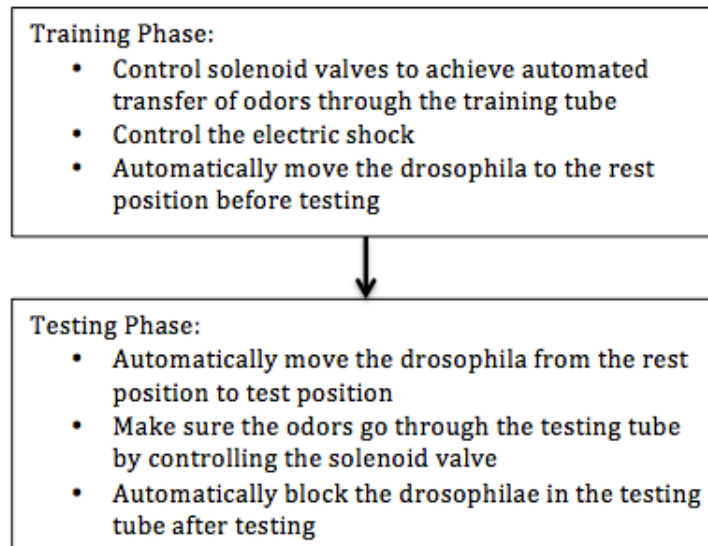 Training Phase:
• Control solenoid valves to achieve automated
transfer of odors through the training tube
• Control the electric shock
• Automatically move the drosophila to the rest
position before testing
Testing Phase:
• Automatically move the drosophila from the rest
position to test position
• Make sure the odors go through the testing tube
by controlling the solenoid valve
• Automatically block the drosophilae in the testing
tube after testing